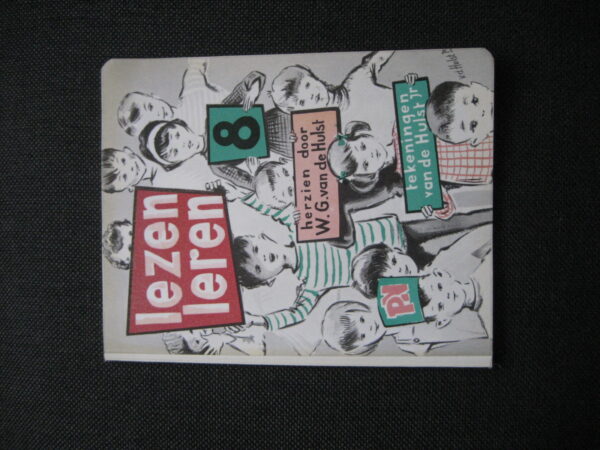 lezen
leren
8
herzien door
W. G. van de Hulst
tekeningen:
van de Hulst jr
P.N